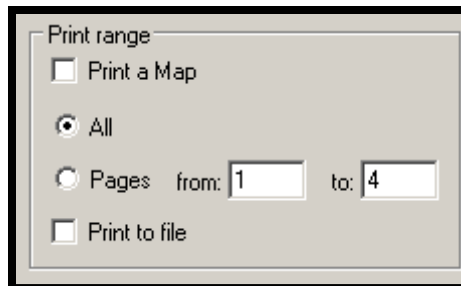 Print range
Print a Map
All
Pages from: 1 to: 4
Print to file